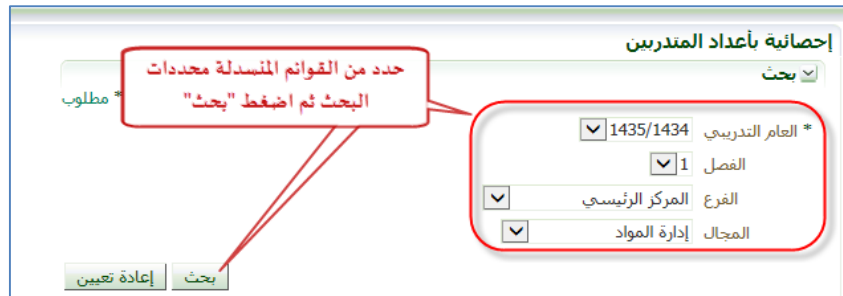 إحصائية بأعداد المتدربين
بحث
* مطلوب
حدد من القوائم المنسدلة محددات
البحث ثم اضغط "بحث"
* العام التدريبي 1435/1434
الفصل 1
الفرع المركز الرئيسي
المجال إدارة المواد
بحث إعادة تعيين